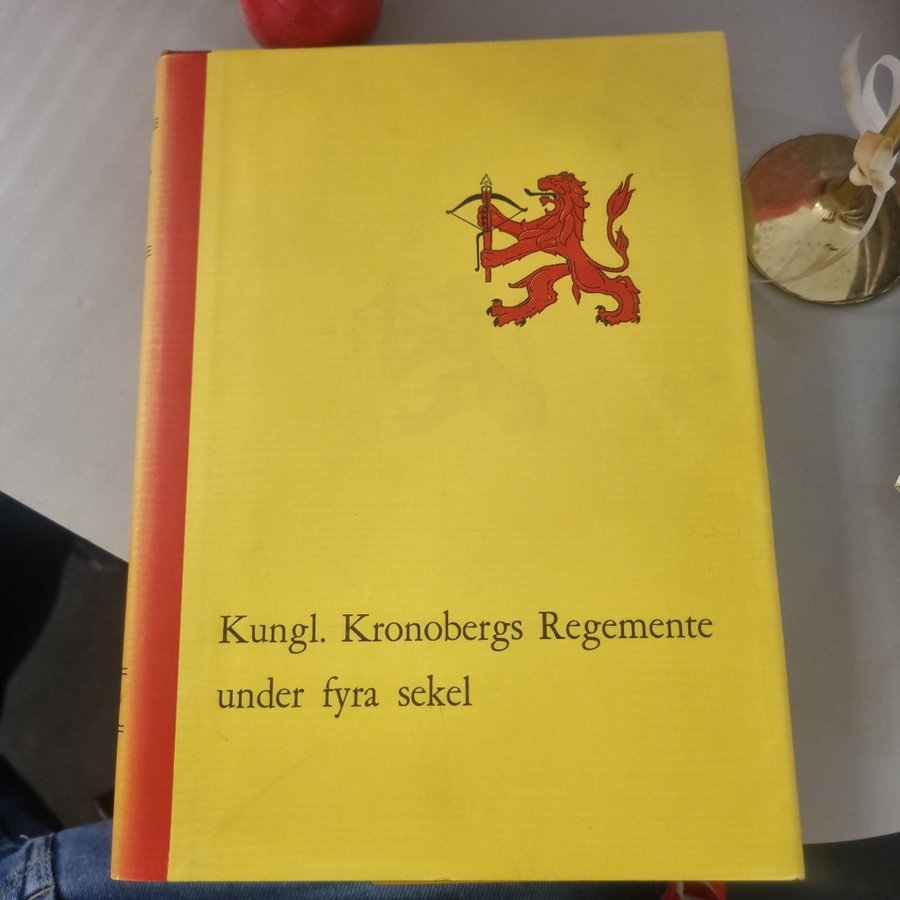 Kungl. Kronobergs Regemente
under fyra sekel